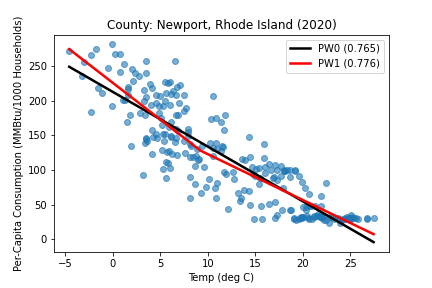 County: Newport, Rhode Island (2020)
PW0 (0.765)
PW1 (0.776)
Per-Capita Consumption (MMBtu/1000 Households)
250
200
150
100
50
0
−5 0 5 10 15 20 25
Temp (deg C)